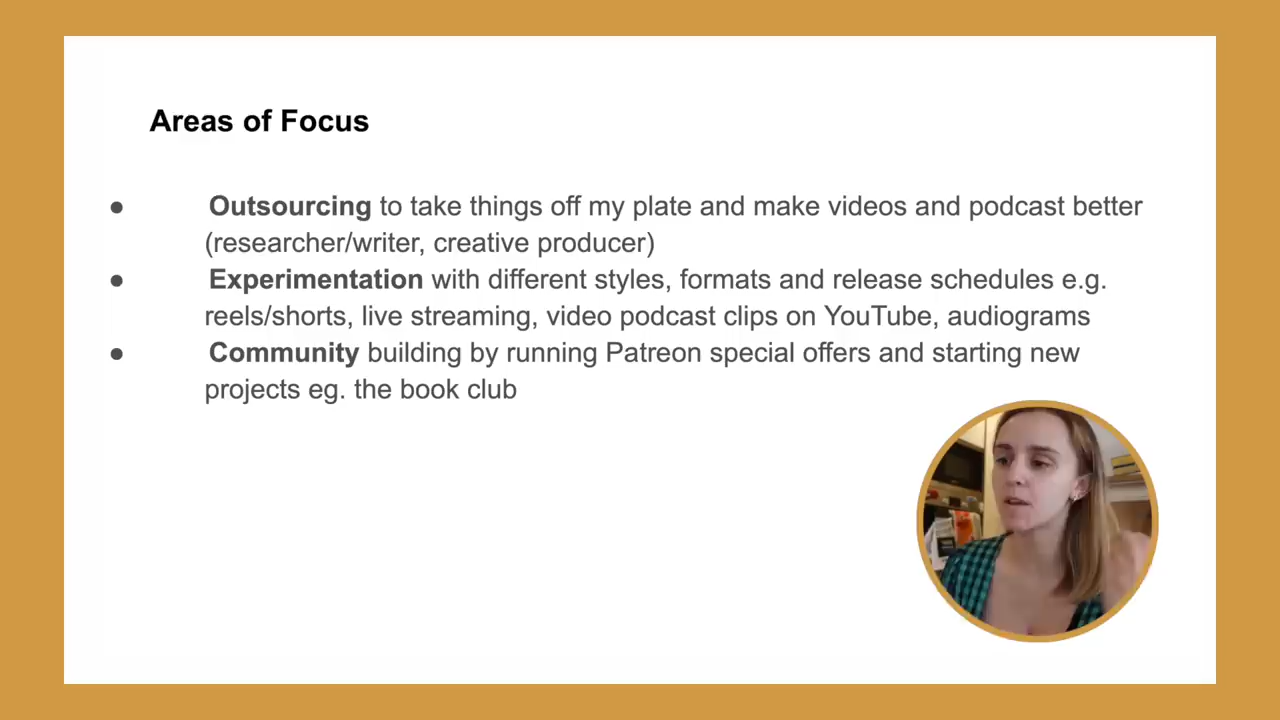 Areas of Focus
● Outsourcing to take things off my plate and make videos and podcast better
(researcher/writer, creative producer)
● Experimentation with different styles, formats and release schedules e.g.
reels/shorts, live streaming, video podcast clips on YouTube, audiograms
● Community building by running Patreon special offers and starting new
projects eg. the book club